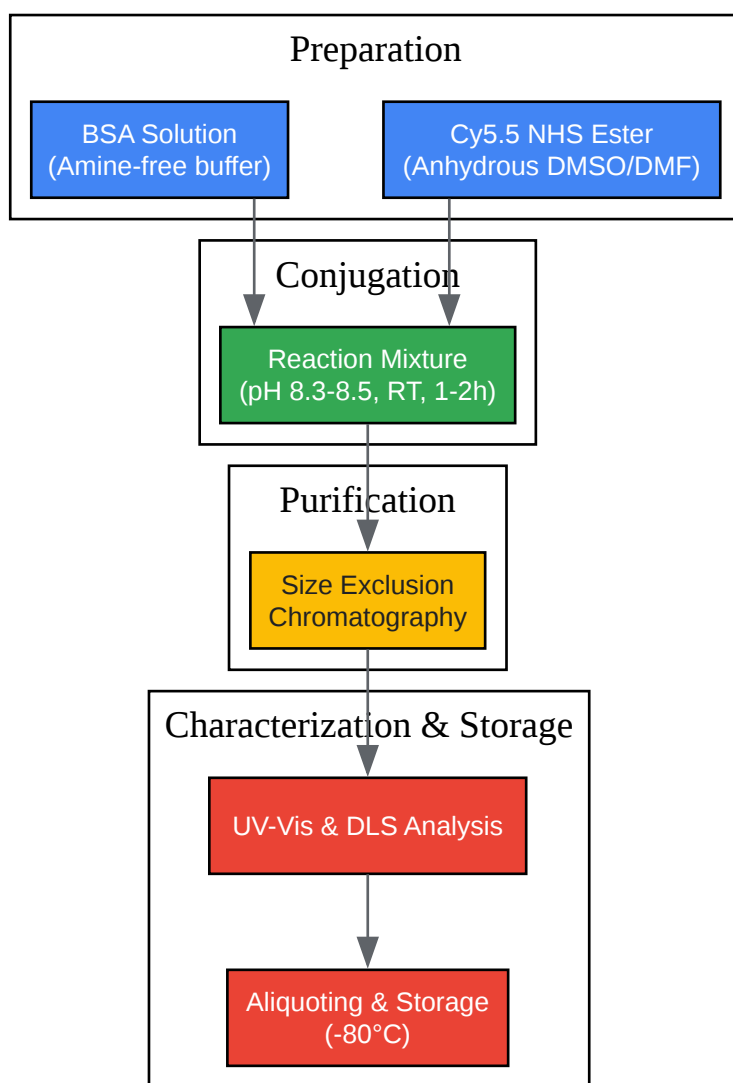 Preparation
BSA Solution
(Amine-free buffer)
Cy5.5 NHS Ester
(Anhydrous DMSO/DMF)
Conjugation
Reaction Mixture
(pH 8.3-8.5, RT, 1-2h)
Purification
Size Exclusion
Chromatography
Characterization & Storage
UV-Vis & DLS Analysis
Aliquoting & Storage
(-80°C)